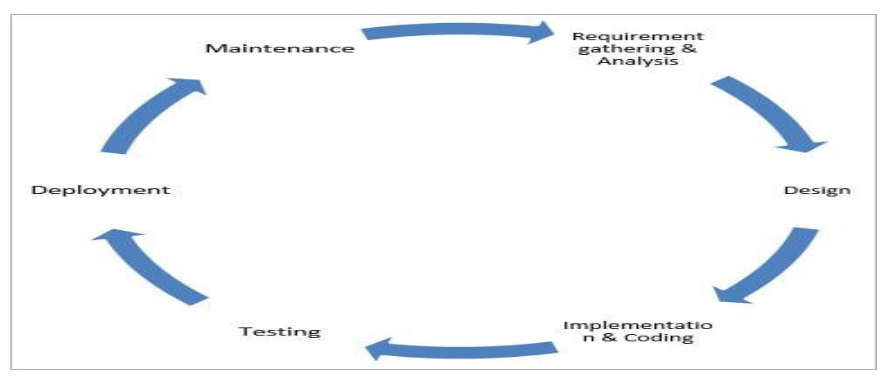 Maintenance
Requirement
gathering &
Analysis
Design
Implementatio
n & Coding
Testing
Deployment